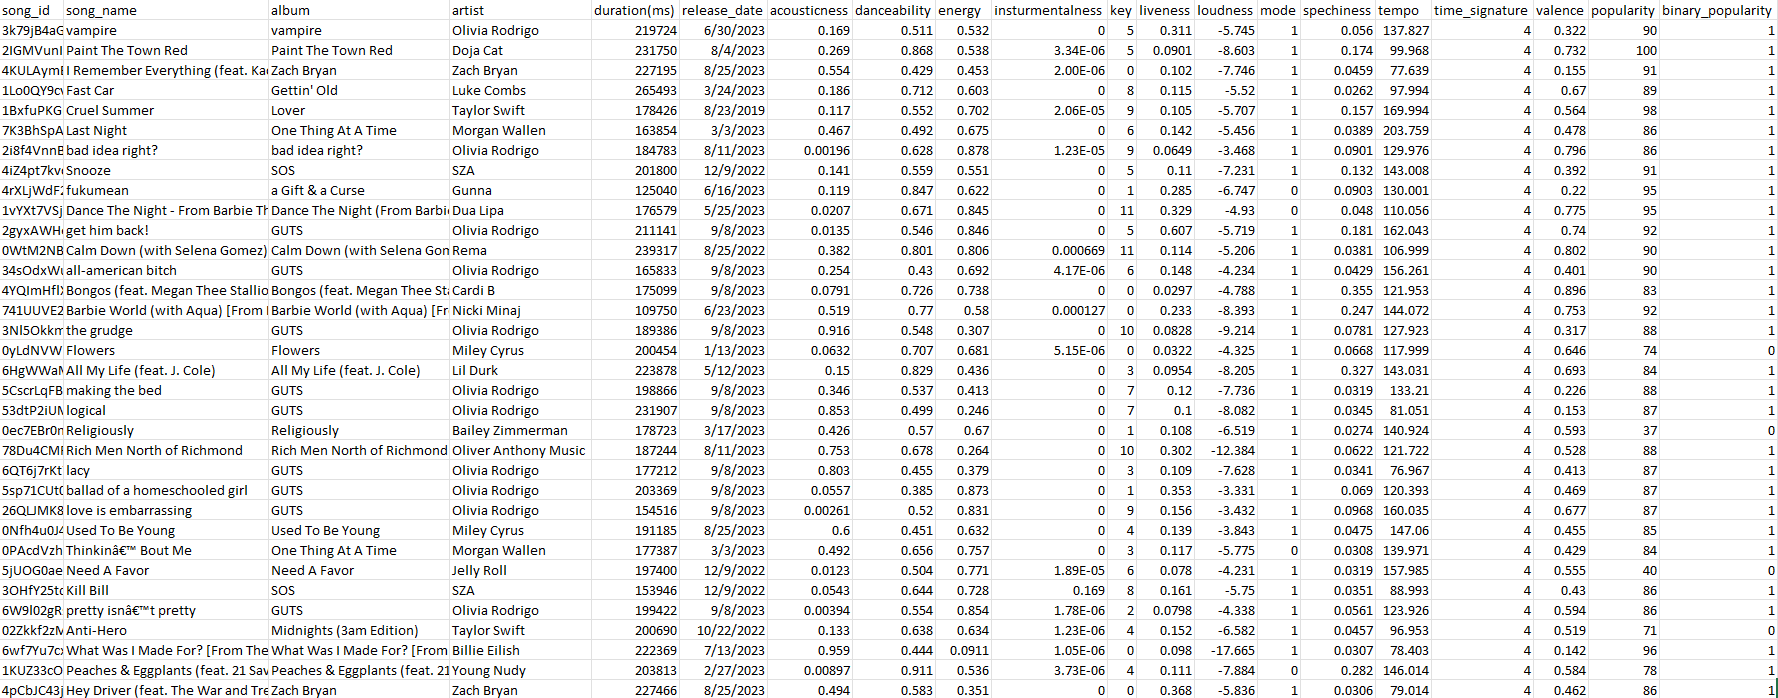 song_id song_name album artist duration(ms) release_date acousticness danceability energy insturmentalness key liveness loudness mode spechiness tempo time_signature valence popularity binary_popularity
3k79jB4aG vampire vampire Olivia Rodrigo 219724 6/30/2023 0.169 0.511 0.532 0 5 0.311 -5.745 1 0.056 137.827 4 0.322 90 1
2IGMVunI Paint The Town Red Paint The Town Red Doja Cat 231750 8/4/2023 0.269 0.868 0.538 3.34E-06 5 0.0901 -8.603 1 0.174 99.968 4 0.732 100 1
4KULAymI I Remember Everything (feat. Kac Zach Bryan Zach Bryan 227195 8/25/2023 0.554 0.429 0.453 2.00E-06 0 0.102 -7.746 1 0.0459 77.639 4 0.155 91 1
1Lo0QY9cv Fast Car Gettin' Old Luke Combs 265493 3/24/2023 0.186 0.712 0.603 0 8 0.115 -5.52 1 0.0262 97.994 4 0.67 89 1
1BxfuPKG Cruel Summer Lover Taylor Swift 178426 8/23/2019 0.117 0.552 0.702 2.06E-05 9 0.105 -5.707 1 0.157 169.994 4 0.564 98 1
7K3BhSpA Last Night One Thing At A Time Morgan Wallen 163854 3/3/2023 0.467 0.492 0.675 0 6 0.142 -5.456 1 0.0389 203.759 4 0.478 86 1
2i8f4VnnB bad idea right? bad idea right? Olivia Rodrigo 184783 8/11/2023 0.00196 0.628 0.878 1.23E-05 9 0.0649 -3.468 1 0.0901 129.976 4 0.796 86 1
4iZ4pt7kv Snooze SOS SZA 201800 12/9/2022 0.141 0.559 0.551 0 5 0.11 -7.231 1 0.132 143.008 4 0.392 91 1
4rXLjWdF2 fukumean a Gift & a Curse Gunna 125040 6/16/2023 0.119 0.847 0.622 0 1 0.285 -6.747 0 0.0903 130.001 4 0.22 95 1
1vYXt7VSj Dance The Night - From Barbie Th Dance The Night (From Barbi Dua Lipa 176579 5/25/2023 0.0207 0.671 0.845 0 11 0.329 -4.93 0 0.048 110.056 4 0.775 95 1
2gyxAWH get him back! GUTS Olivia Rodrigo 211141 9/8/2023 0.0135 0.546 0.846 0 5 0.607 -5.719 1 0.181 162.043 4 0.74 92 1
0WtM2NB Calm Down (with Selena Gomez) Calm Down (with Selena Gon Rema 239317 8/25/2022 0.382 0.801 0.806 0.000669 11 0.114 -5.206 1 0.0381 106.999 4 0.802 90 1
34sOdxW all-american bitch GUTS Olivia Rodrigo 165833 9/8/2023 0.254 0.43 0.692 4.17E-06 6 0.148 -4.234 1 0.0429 156.261 4 0.401 90 1
4YQImHfl Bongos (feat. Megan Thee Stallio Bongos (feat. Megan Thee Sta Cardi B 175099 9/8/2023 0.0791 0.726 0.738 0 0 0.0297 -4.788 1 0.355 121.953 4 0.896 83 1
741UUVE2 Barbie World (with Aqua) [From Barbie World (with Aqua) [Fr Nicki Minaj 109750 6/23/2023 0.519 0.77 0.58 0.000127 0 0.233 -8.393 1 0.247 144.072 4 0.753 92 1
3Nl5Okkm the grudge GUTS Olivia Rodrigo 189386 9/8/2023 0.916 0.548 0.307 0 10 0.0828 -9.214 1 0.0781 127.923 4 0.317 88 1
0yLdNVW Flowers Flowers Miley Cyrus 200454 1/13/2023 0.0632 0.707 0.681 5.15E-06 0 0.0322 -4.325 1 0.0668 117.999 4 0.646 74 0
6HgWWaI All My Life (feat. J. Cole) All My Life (feat. J. Cole) Lil Durk 223878 5/12/2023 0.15 0.829 0.436 0 3 0.0954 -8.205 1 0.327 143.031 4 0.693 84 1
5CscrLqFB making the bed GUTS Olivia Rodrigo 198866 9/8/2023 0.346 0.537 0.413 0 7 0.12 -7.736 1 0.0319 133.21 4 0.226 88 1
53dtP2iUI logical GUTS Olivia Rodrigo 231907 9/8/2023 0.853 0.499 0.246 0 7 0.1 -8.082 1 0.0345 81.051 4 0.153 87 1
0ec7EBr0r Religiously Religiously Bailey Zimmerman 178723 3/17/2023 0.426 0.57 0.67 0 1 0.108 -6.519 1 0.0274 140.924 4 0.593 37 0
78Du4CMI Rich Men North of Richmond Rich Men North of Richmond Oliver Anthony Music 187244 8/11/2023 0.753 0.678 0.264 0 10 0.302 -12.384 1 0.0622 121.722 4 0.528 88 1
6QT6j7rKt lacy GUTS Olivia Rodrigo 177212 9/8/2023 0.803 0.455 0.379 0 3 0.109 -7.628 1 0.0341 76.967 4 0.413 87 1
5sp71CUt0 ballad of a homeschooled girl GUTS Olivia Rodrigo 203369 9/8/2023 0.0557 0.385 0.873 0 1 0.353 -3.331 1 0.069 120.393 4 0.469 87 1
26QLJMK8 love is embarrassing GUTS Olivia Rodrigo 154516 9/8/2023 0.00261 0.52 0.831 0 9 0.156 -3.432 1 0.0968 160.035 4 0.677 87 1
0Nfh4u0J4 Used To Be Young Used To Be Young Miley Cyrus 191185 8/25/2023 0.6 0.451 0.632 0 4 0.139 -3.843 1 0.0475 147.06 4 0.455 85 1
0PAcdVzh Thinkinâ€™ Bout Me One Thing At A Time Morgan Wallen 177387 3/3/2023 0.492 0.656 0.757 0 3 0.117 -5.775 0 0.0308 139.971 4 0.429 84 1
5jUOG0ae Need A Favor Need A Favor Jelly Roll 197400 12/9/2022 0.0123 0.504 0.771 1.89E-05 6 0.078 -4.231 1 0.0319 157.985 4 0.555 40 0
3OHfY25tc Kill Bill SOS SZA 153946 12/9/2022 0.0543 0.644 0.728 0.169 8 0.161 -5.75 1 0.0351 88.993 4 0.43 86 1
6W9l02gR pretty isnâ€™t pretty GUTS Olivia Rodrigo 199422 9/8/2023 0.00394 0.554 0.854 1.78E-06 2 0.0798 -4.338 1 0.0561 123.926 4 0.594 86 1
02Zkkf2zM Anti-Hero Midnights (3am Edition) Taylor Swift 200690 10/22/2022 0.133 0.638 0.634 1.23E-06 4 0.152 -6.582 1 0.0457 96.953 4 0.519 71 0
6wf7Yu7cx What Was I Made For? [From The What Was I Made For? [From Billie Eilish 222369 7/13/2023 0.959 0.444 0.0911 1.05E-06 0 0.098 -17.665 1 0.0307 78.403 4 0.142 96 1
1KUZ33cO Peaches & Eggplants (feat. 21 Sav Peaches & Eggplants (feat. 21 Young Nudy 203813 2/27/2023 0.00897 0.911 0.536 3.73E-06 4 0.111 -7.884 0 0.282 146.014 4 0.584 78 1
4pCbJC43j Hey Driver (feat. The War and Tre Zach Bryan Zach Bryan 227466 8/25/2023 0.494 0.583 0.351 0 0 0.368 -5.836 1 0.0306 79.014 4 0.462 86 1